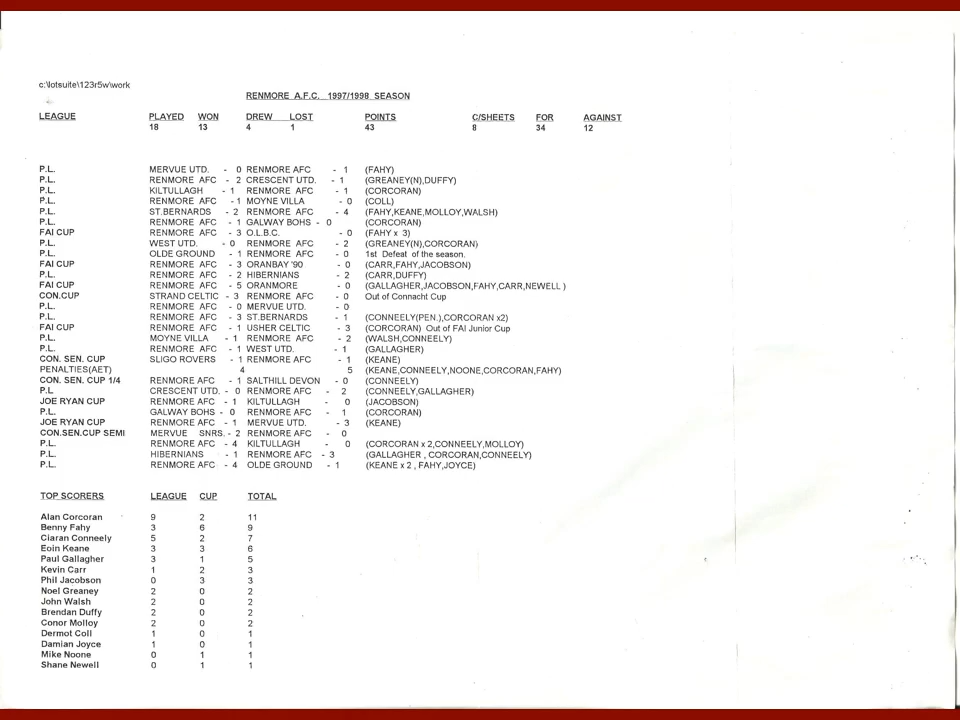 c:\lotsuite\123r5w\work
RENMORE A.F.C. 1997/1998 SEASON
LEAGUE PLAYED WON DREW LOST POINTS C/SHEETS FOR AGAINST
18 13 4 1 43 8 34 12
P.L. MERVUE UTD. - 0 RENMORE AFC - 1 (FAHY)
P.L. RENMORE AFC - 2 CRESCENT UTD. - 1 (GREANEY(N),DUFFY)
P.L. KILTULLAGH - 1 RENMORE AFC - 1 (CORCORAN)
P.L. RENMORE AFC - 1 MOYNE VILLA - 0 (COLL)
P.L. ST.BERNARDS - 2 RENMORE AFC - 4 (FAHY,KEANE,MOLLOY,WALSH)
P.L. RENMORE AFC - 1 GALWAY BOHS - 0 (CORCORAN)
FAI CUP RENMORE AFC - 3 O.L.B.C. - 0 (FAHY x 3)
P.L. WEST UTD. - 0 RENMORE AFC - 2 (GREANEY(N),CORCORAN)
P.L. OLDE GROUND - 1 RENMORE AFC - 0 1st Defeat of the season.
FAI CUP RENMORE AFC - 3 ORANBAY '90 - 0 (CARR,FAHY,JACOBSON)
P.L. RENMORE AFC - 2 HIBERNIANS - 2 (CARR,DUFFY)
FAI CUP RENMORE AFC - 5 ORANMORE - 0 (GALLAGHER,JACOBSON,FAHY,CARR,NEWELL )
CON.CUP STRAND CELTIC - 3 RENMORE AFC - 0 Out of Connacht Cup
P.L. RENMORE AFC - 0 MERVUE UTD. - 0
P.L. RENMORE AFC - 3 ST.BERNARDS - 1 (CONNEELY(PEN.),CORCORAN x2)
FAI CUP RENMORE AFC - 1 USHER CELTIC - 3 (CORCORAN) Out of FAI Junior Cup
P.L. MOYNE VILLA - 1 RENMORE AFC - 2 (WALSH,CONNEELY)
P.L. RENMORE AFC - 1 WEST UTD. - 1 (GALLAGHER)
CON. SEN. CUP SLIGO ROVERS - 1 RENMORE AFC - 1 (KEANE)
PENALTIES(AET) 4 5 (KEANE,CONNEELY,NOONE,CORCORAN,FAHY)
CON. SEN. CUP 1/4 RENMORE AFC - 1 SALTHILL DEVON - 0 (CONNEELY)
P.L CRESCENT UTD. - 0 RENMORE AFC - 2 (CONNEELY,GALLAGHER)
JOE RYAN CUP RENMORE AFC - 1 KILTULLAGH - 0 (JACOBSON)
P.L. GALWAY BOHS - 0 RENMORE AFC - 1 (CORCORAN)
JOE RYAN CUP RENMORE AFC - 1 MERVUE UTD. - 3 (KEANE)
CON.SEN.CUP SEMI MERVUE SNRS. - 2 RENMORE AFC - 0
P.L. RENMORE AFC - 4 KILTULLAGH - 0 (CORCORAN x 2,CONNEELY,MOLLOY)
P.L. HIBERNIANS - 1 RENMORE AFC - 3 (GALLAGHER , CORCORAN,CONNEELY)
P.L. RENMORE AFC - 4 OLDE GROUND - 1 (KEANE x 2 , FAHY,JOYCE)
TOP SCORERS LEAGUE CUP TOTAL
Alan Corcoran 9 2 11
Benny Fahy 3 6 9
Ciaran Conneely 5 2 7
Eoin Keane 3 3 6
Paul Gallagher 3 1 5
Kevin Carr 1 2 3
Phil Jacobson 0 3 3
Noel Greaney 2 0 2
John Walsh 2 0 2
Brendan Duffy 2 0 2
Conor Molloy 2 0 2
Dermot Coll 1 0 1
Damian Joyce 1 0 1
Mike Noone 0 1 1
Shane Newell 0 1 1